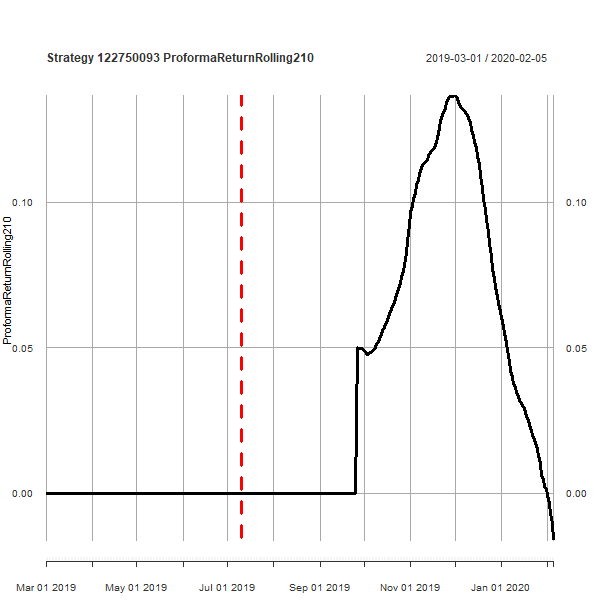 Strategy 122750093 ProformaReturnRolling210
2019-03-01 / 2020-02-05
ProformaReturnRolling210
0.10
0.10
0.05
0.05
0.00
0.00
Mar 01 2019
May 01 2019
Jul 01 2019
Sep 01 2019
Nov 01 2019
Jan 01 2020